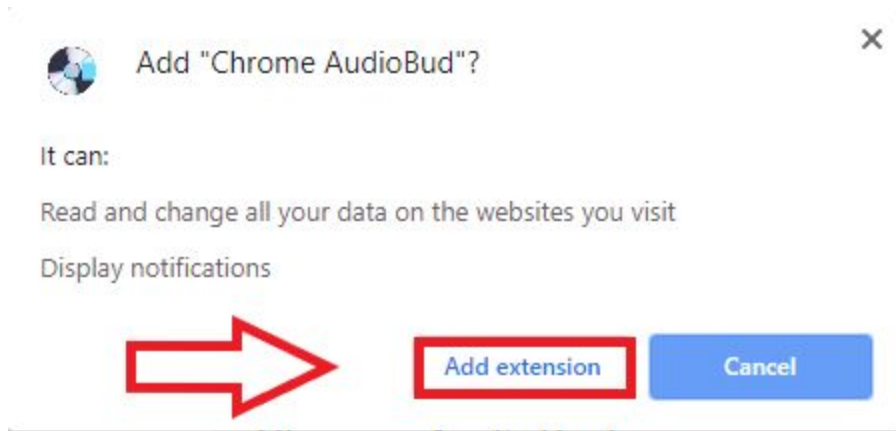 Add "Chrome AudioBud"?
It can:
Read and change all your data on the websites you visit
Display notifications
Add extension
Cancel